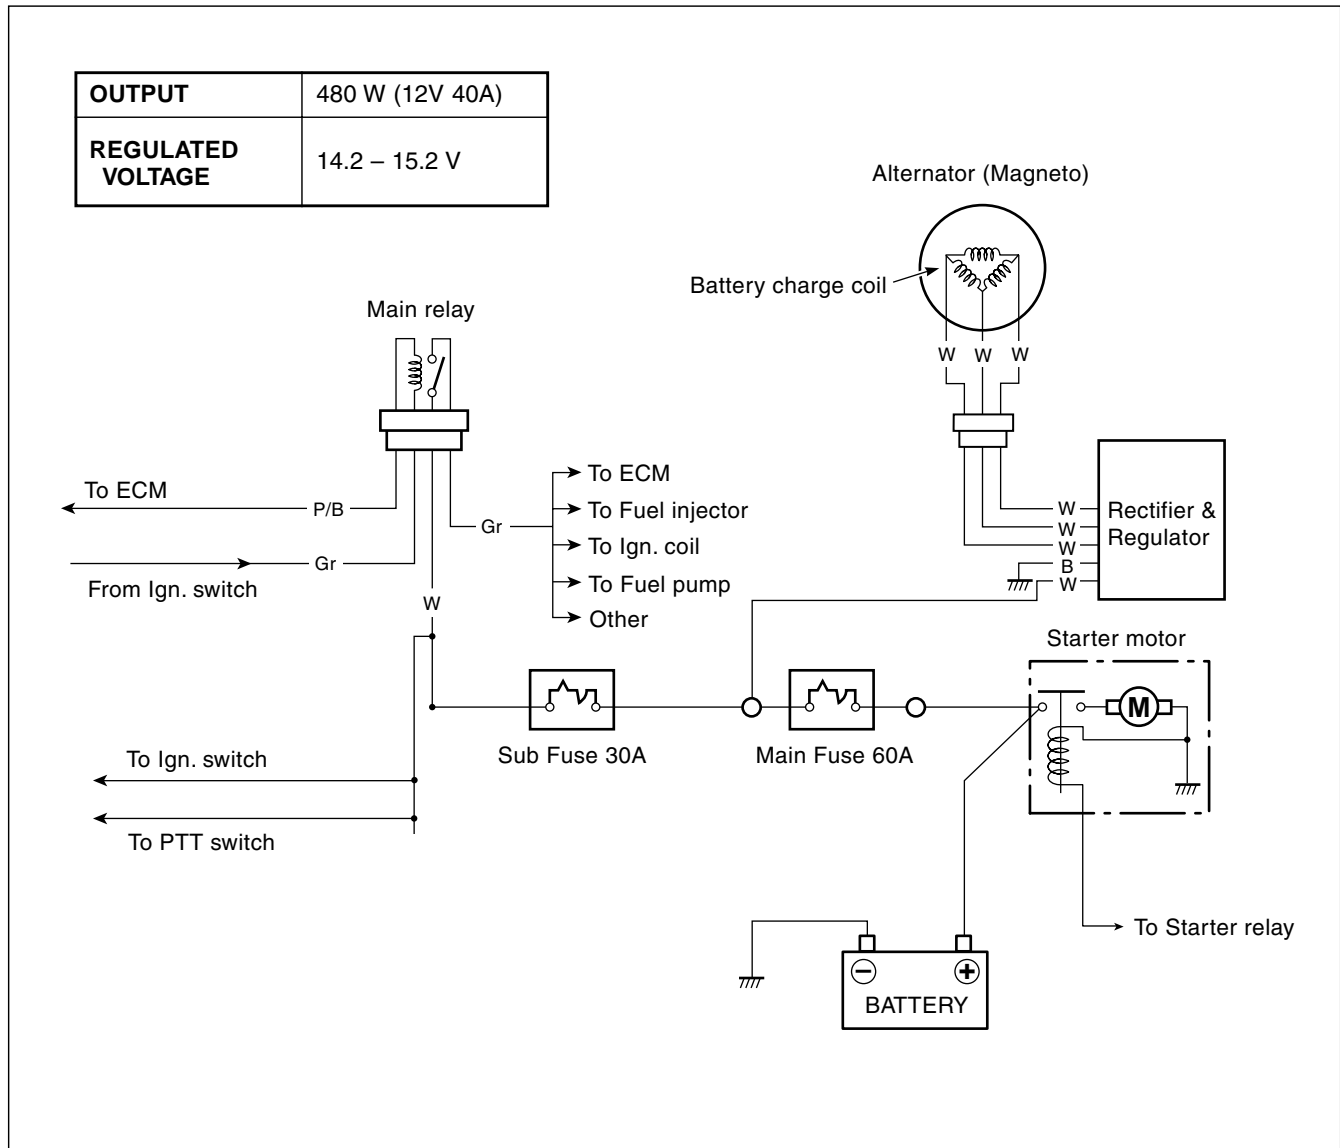 OUTPUT 480 W (12V 40A)
REGULATED
VOLTAGE
14.2 – 15.2 V
Alternator (Magneto)
Battery charge coil
Main relay
W W W
To ECM
P/B
From Ign. switch
Gr
Gr
To ECM
To Fuel injector
To Ign. coil
To Fuel pump
Other
W
W
W
W
B
W
Rectifier &
Regulator
Starter motor
M
Sub Fuse 30A
Main Fuse 60A
To Ign. switch
To PTT switch
To Starter relay
− +
BATTERY